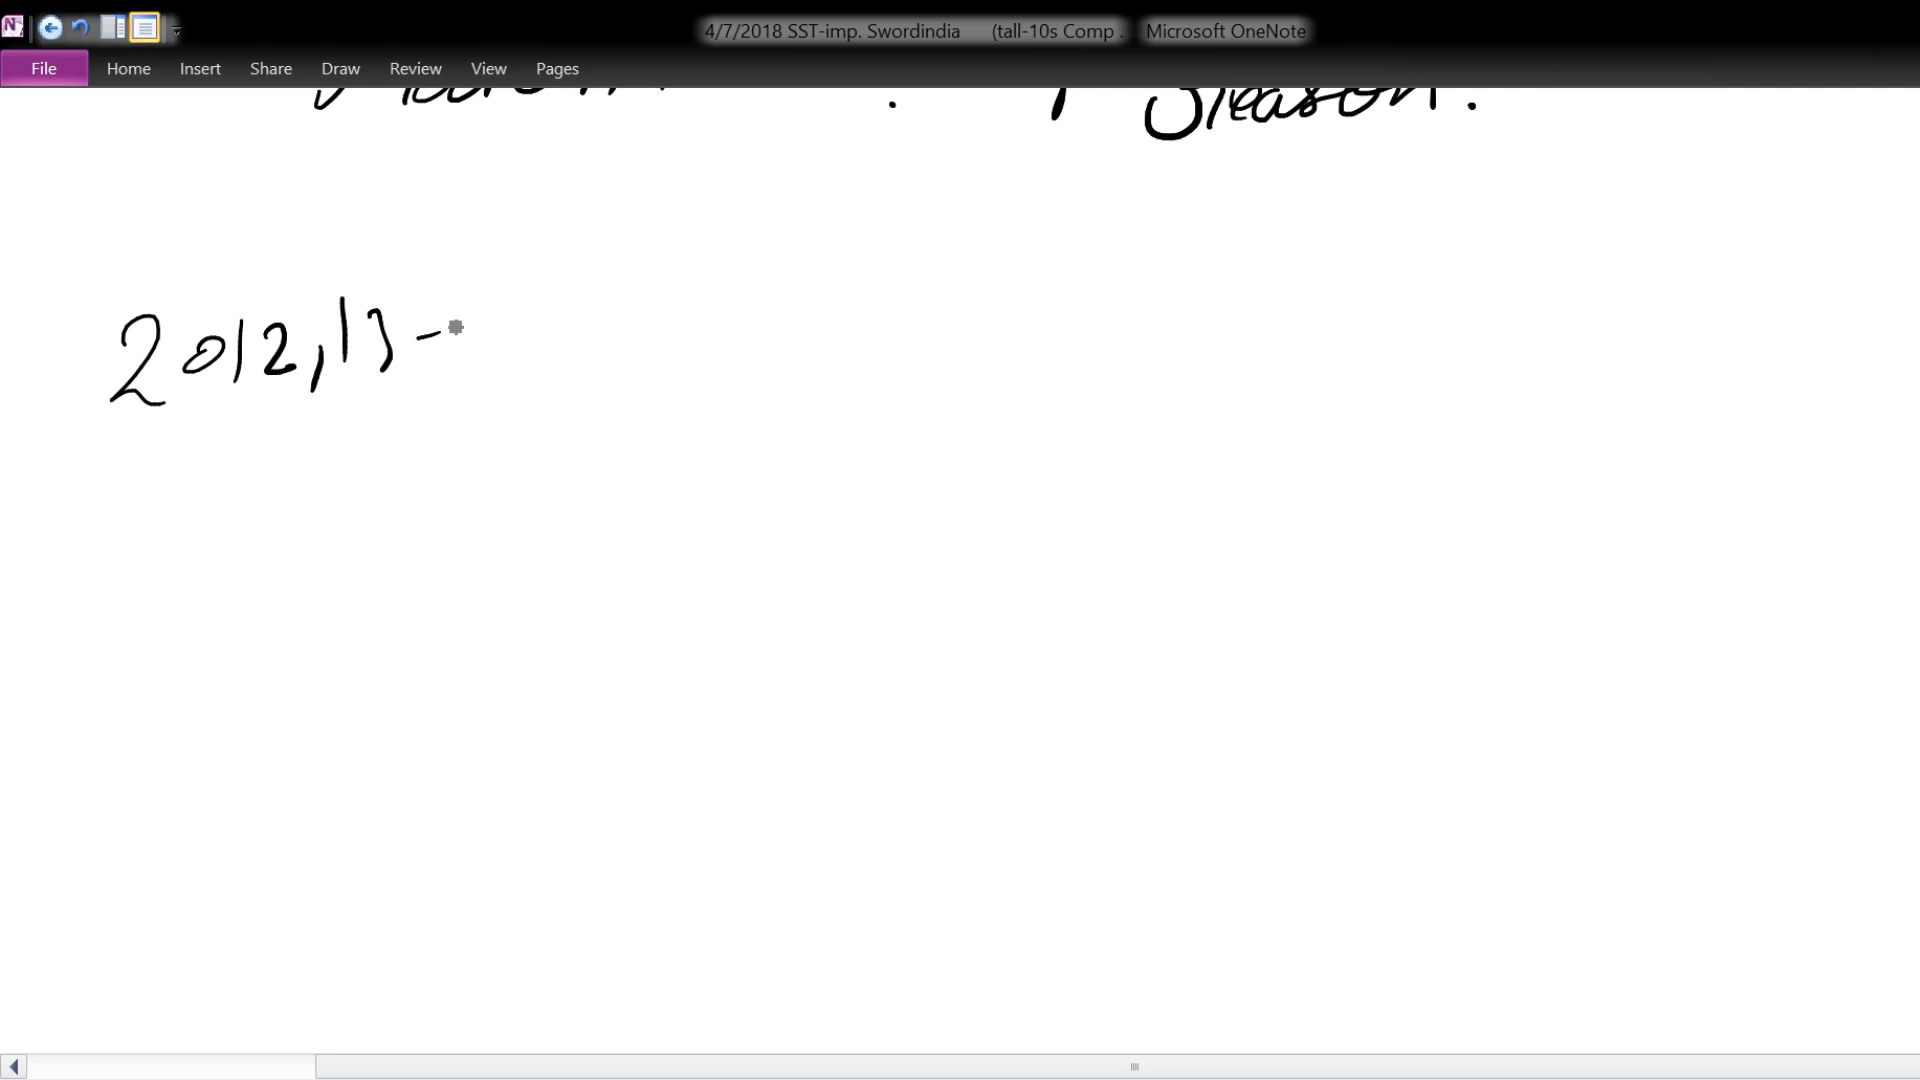 4/7/2018 SST-imp. Swordindia (tall-10s Comp . - Microsoft OneNote
File Home Insert Share Draw Review View Pages
. Reason.
2012,13-